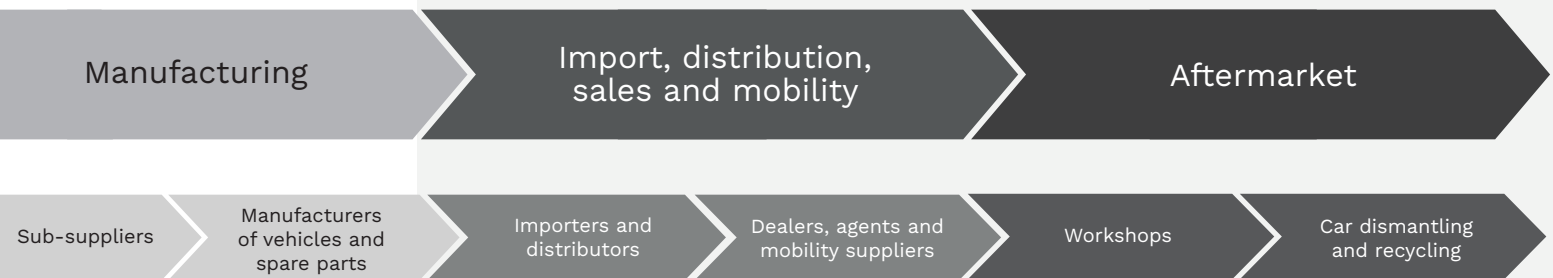 Manufacturing
Import, distribution,
sales and mobility
Aftermarket
Sub-suppliers
Manufacturers
of vehicles and
spare parts
Importers and
distributors
Dealers, agents and
mobility suppliers
Workshops
Car dismantling
and recycling